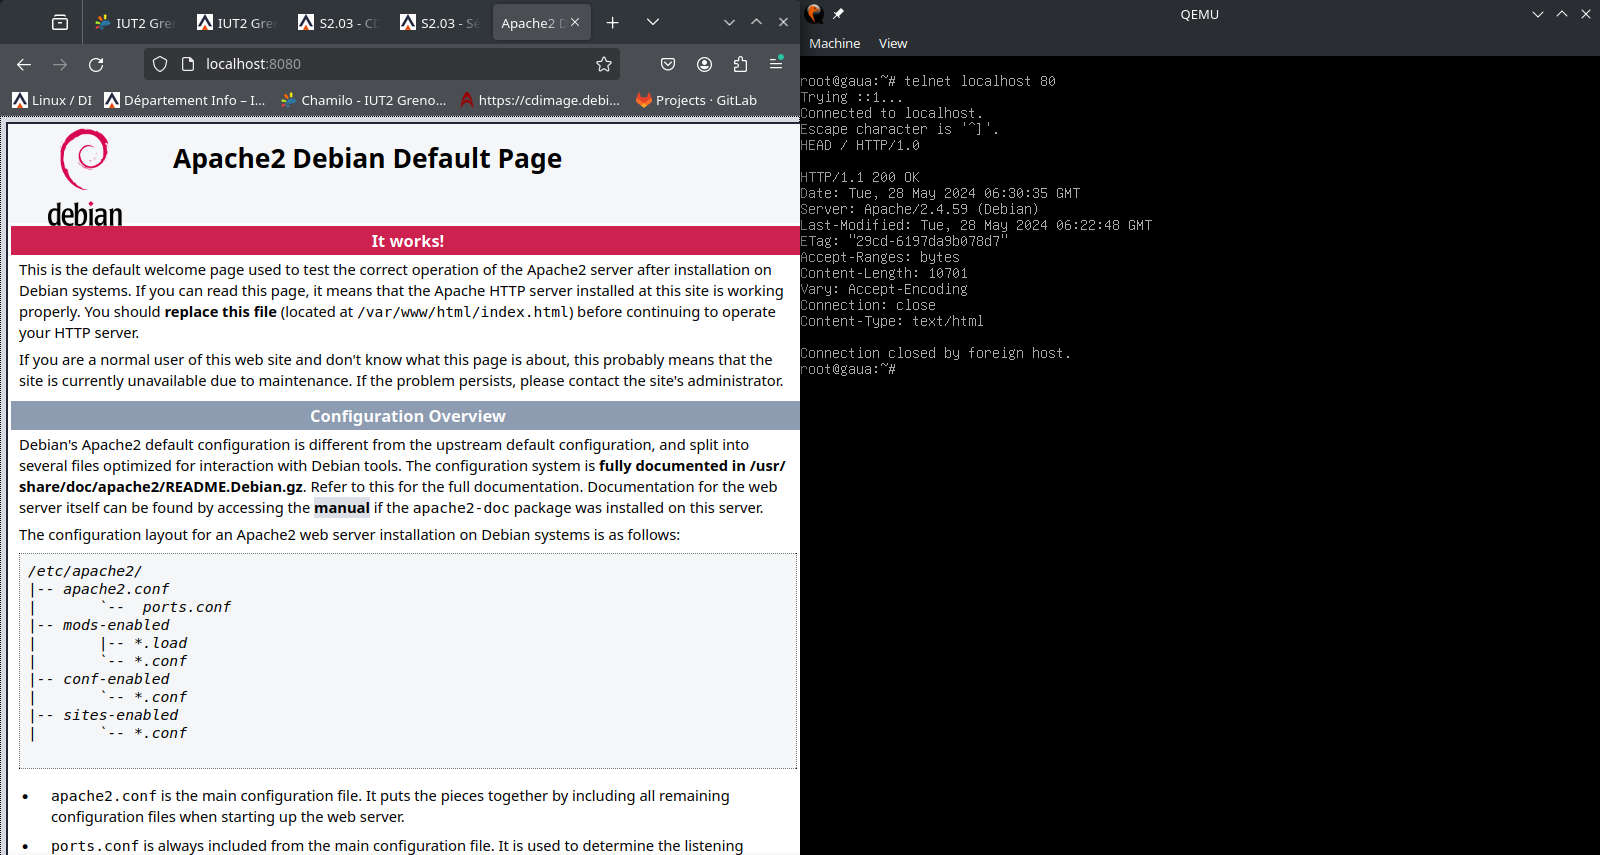 IUT2 Gre
IUT2 Gre
S2.03 - C
S2.03 - Sé
Apache2 D
localhost:8080
Linux / DI
Département Info – I...
Chamilo - IUT2 Greno...
https://cdimage.debi...
Projects · GitLab
debian
Apache2 Debian Default Page
It works!
This is the default welcome page used to test the correct operation of the Apache2 server after installation on
Debian systems. If you can read this page, it means that the Apache HTTP server installed at this site is working
properly. You should replace this file (located at /var/www/html/index.html) before continuing to operate
your HTTP server.
If you are a normal user of this web site and don't know what this page is about, this probably means that the
site is currently unavailable due to maintenance. If the problem persists, please contact the site's administrator.
Configuration Overview
Debian's Apache2 default configuration is different from the upstream default configuration, and split into
several files optimized for interaction with Debian tools. The configuration system is fully documented in /usr/
share/doc/apache2/README.Debian.gz. Refer to this for the full documentation. Documentation for the web
server itself can be found by accessing the manual if the apache2-doc package was installed on this server.
The configuration layout for an Apache2 web server installation on Debian systems is as follows:
/etc/apache2/
|-- apache2.conf
|       `--  ports.conf
|-- mods-enabled
|       |-- *.load
|       `-- *.conf
|-- conf-enabled
|       `-- *.conf
|-- sites-enabled
|       `-- *.conf
• apache2.conf is the main configuration file. It puts the pieces together by including all remaining
configuration files when starting up the web server.
• ports.conf is always included from the main configuration file. It is used to determine the listening
QEMU
Machine View
root@gaua:~# telnet localhost 80
Trying ::1...
Connected to localhost.
Escape character is '^]'.
HEAD / HTTP/1.0
HTTP/1.1 200 OK
Date: Tue, 28 May 2024 06:30:35 GMT
Server: Apache/2.4.59 (Debian)
Last-Modified: Tue, 28 May 2024 06:22:48 GMT
ETag: "29cd-6197da9b078d7"
Accept-Ranges: bytes
Content-Length: 10701
Vary: Accept-Encoding
Connection: close
Content-Type: text/html
Connection closed by foreign host.
root@gaua:~#